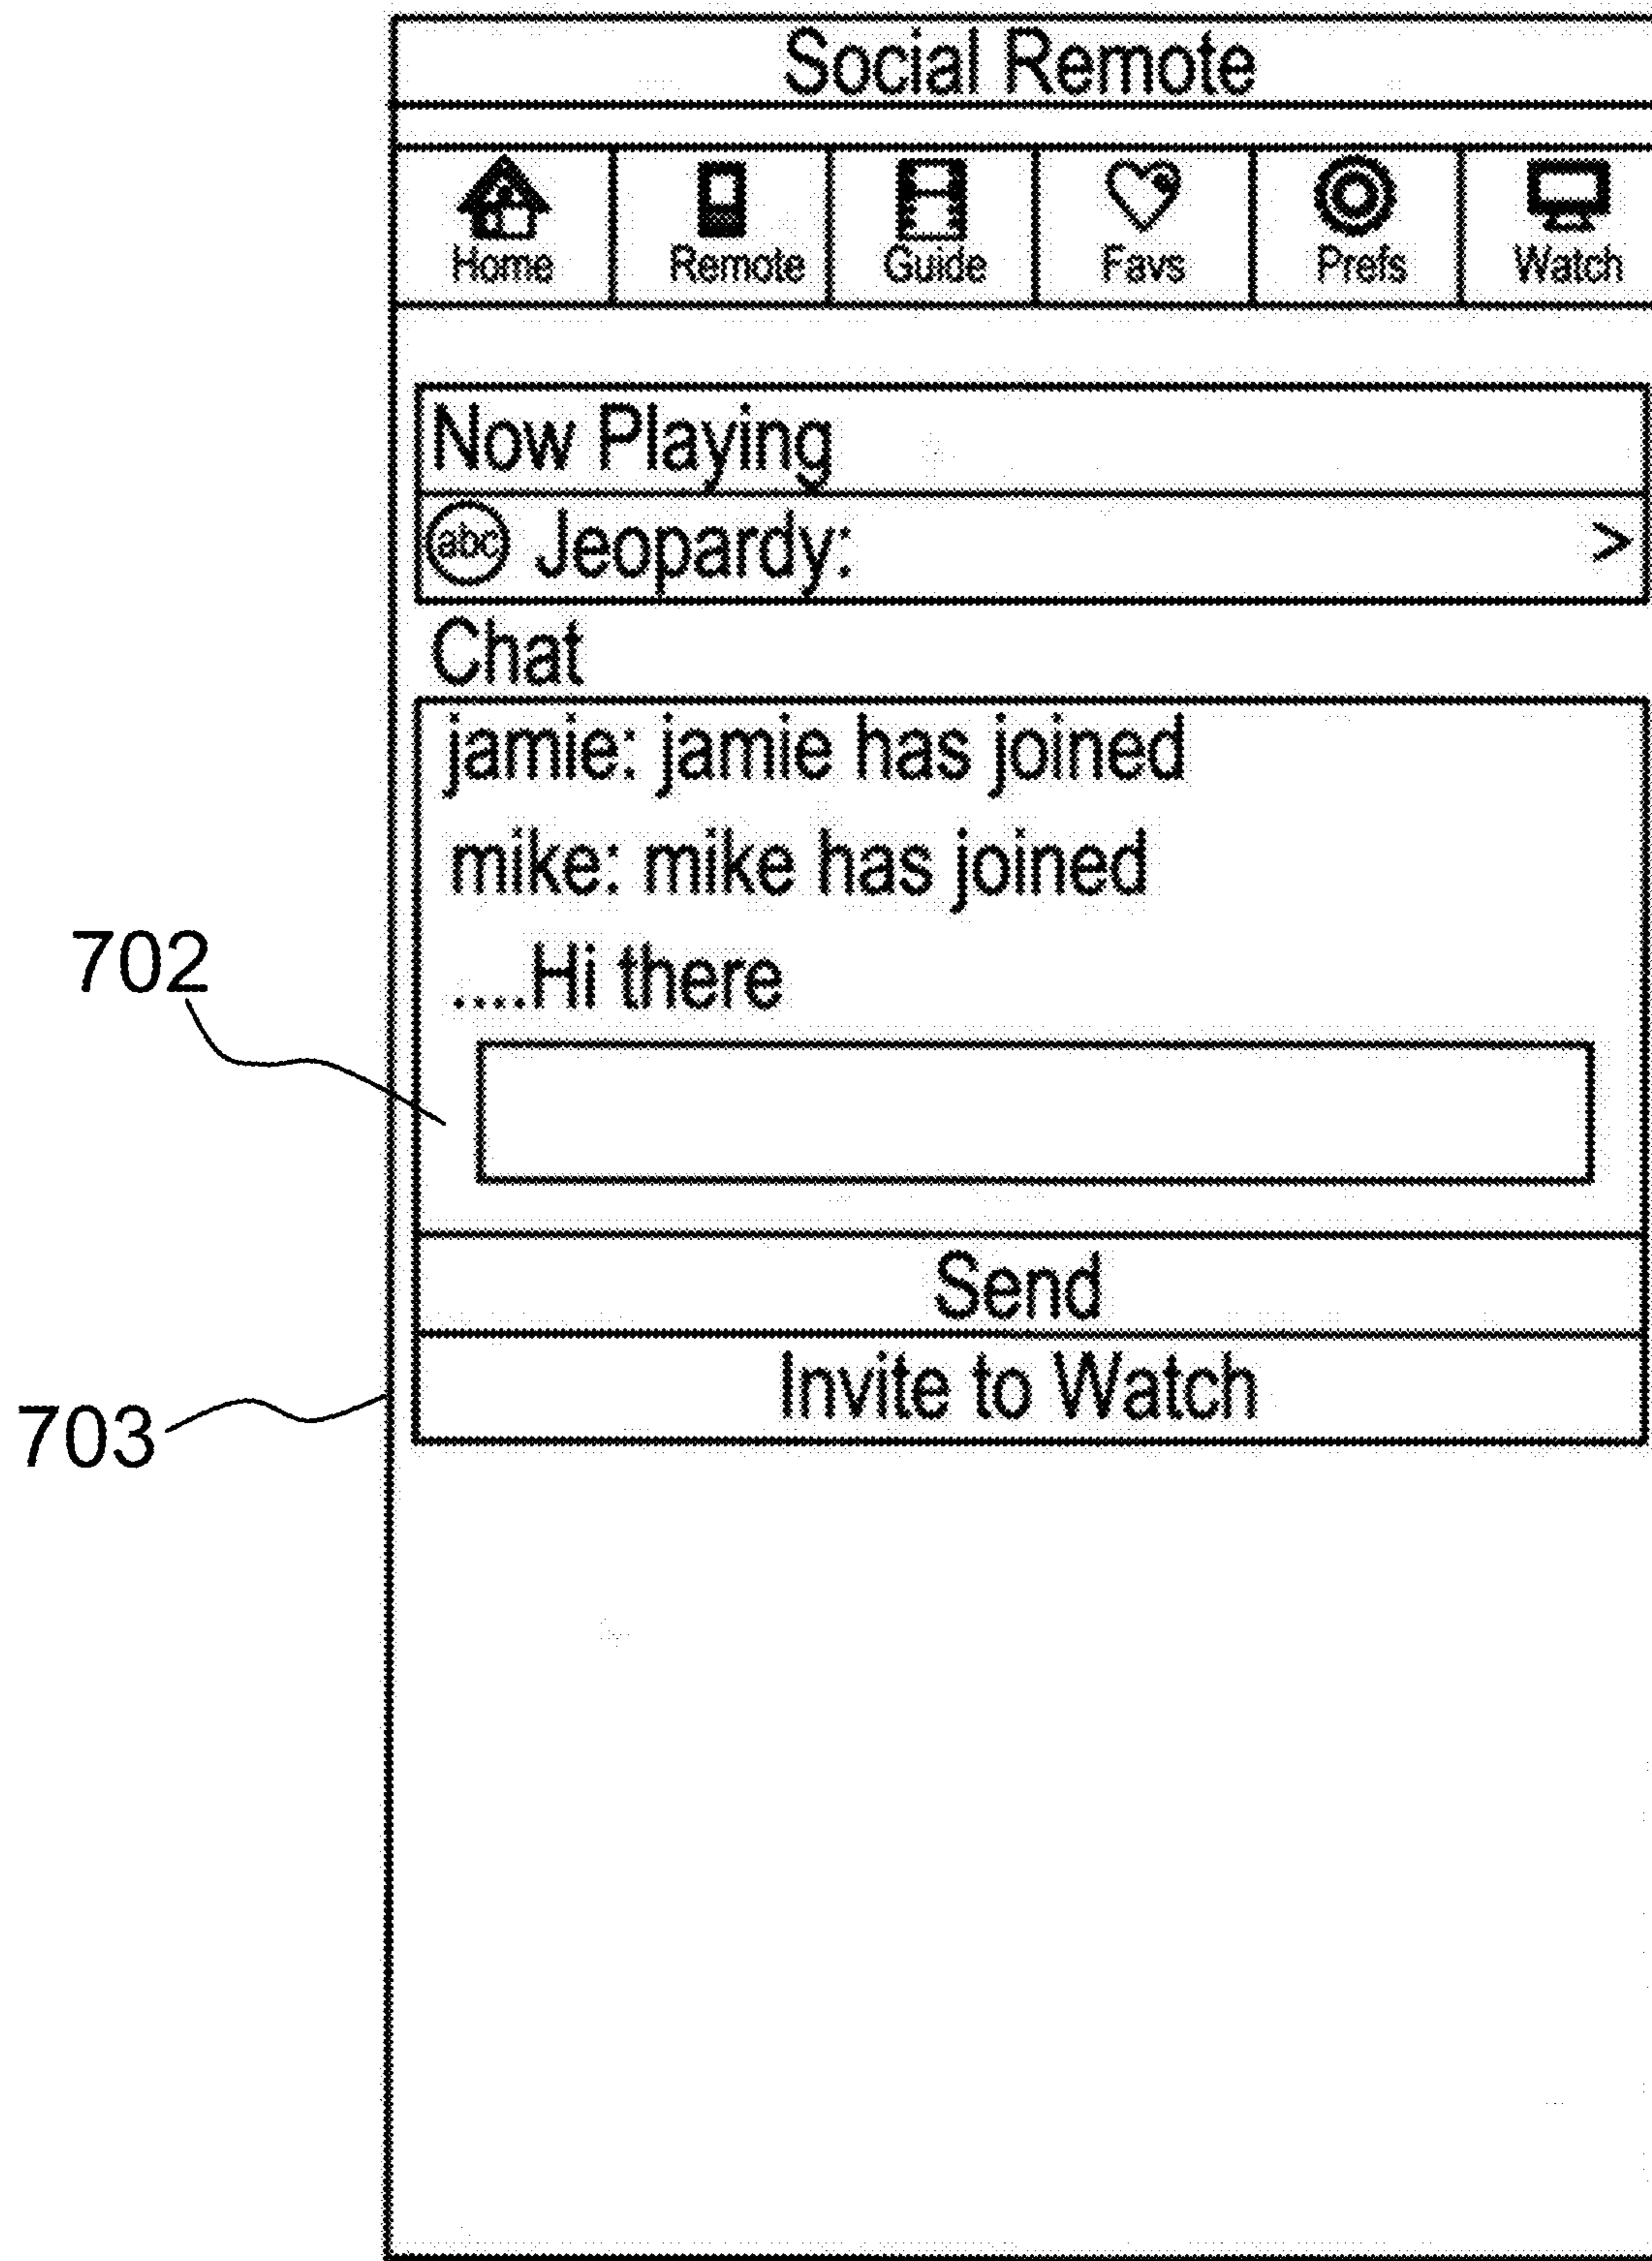 Social Remote
Home Remote Guide Favs Prefs Watch
Now Playing
abc Jeopardy: >
Chat
jamie: jamie has joined
mike: mike has joined
....Hi there
702
Send
Invite to Watch
703